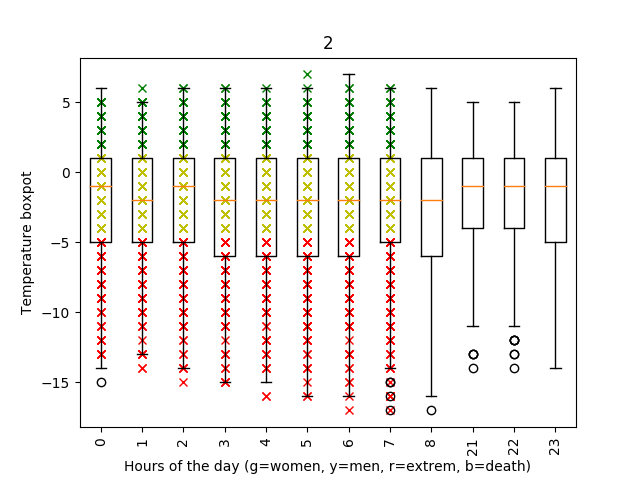 2
Temperature boxpot
5
0
−5
−10
−15
0 1 2 3 4 5 6 7 8 21 22 23
Hours of the day (g=women, y=men, r=extrem, b=death)